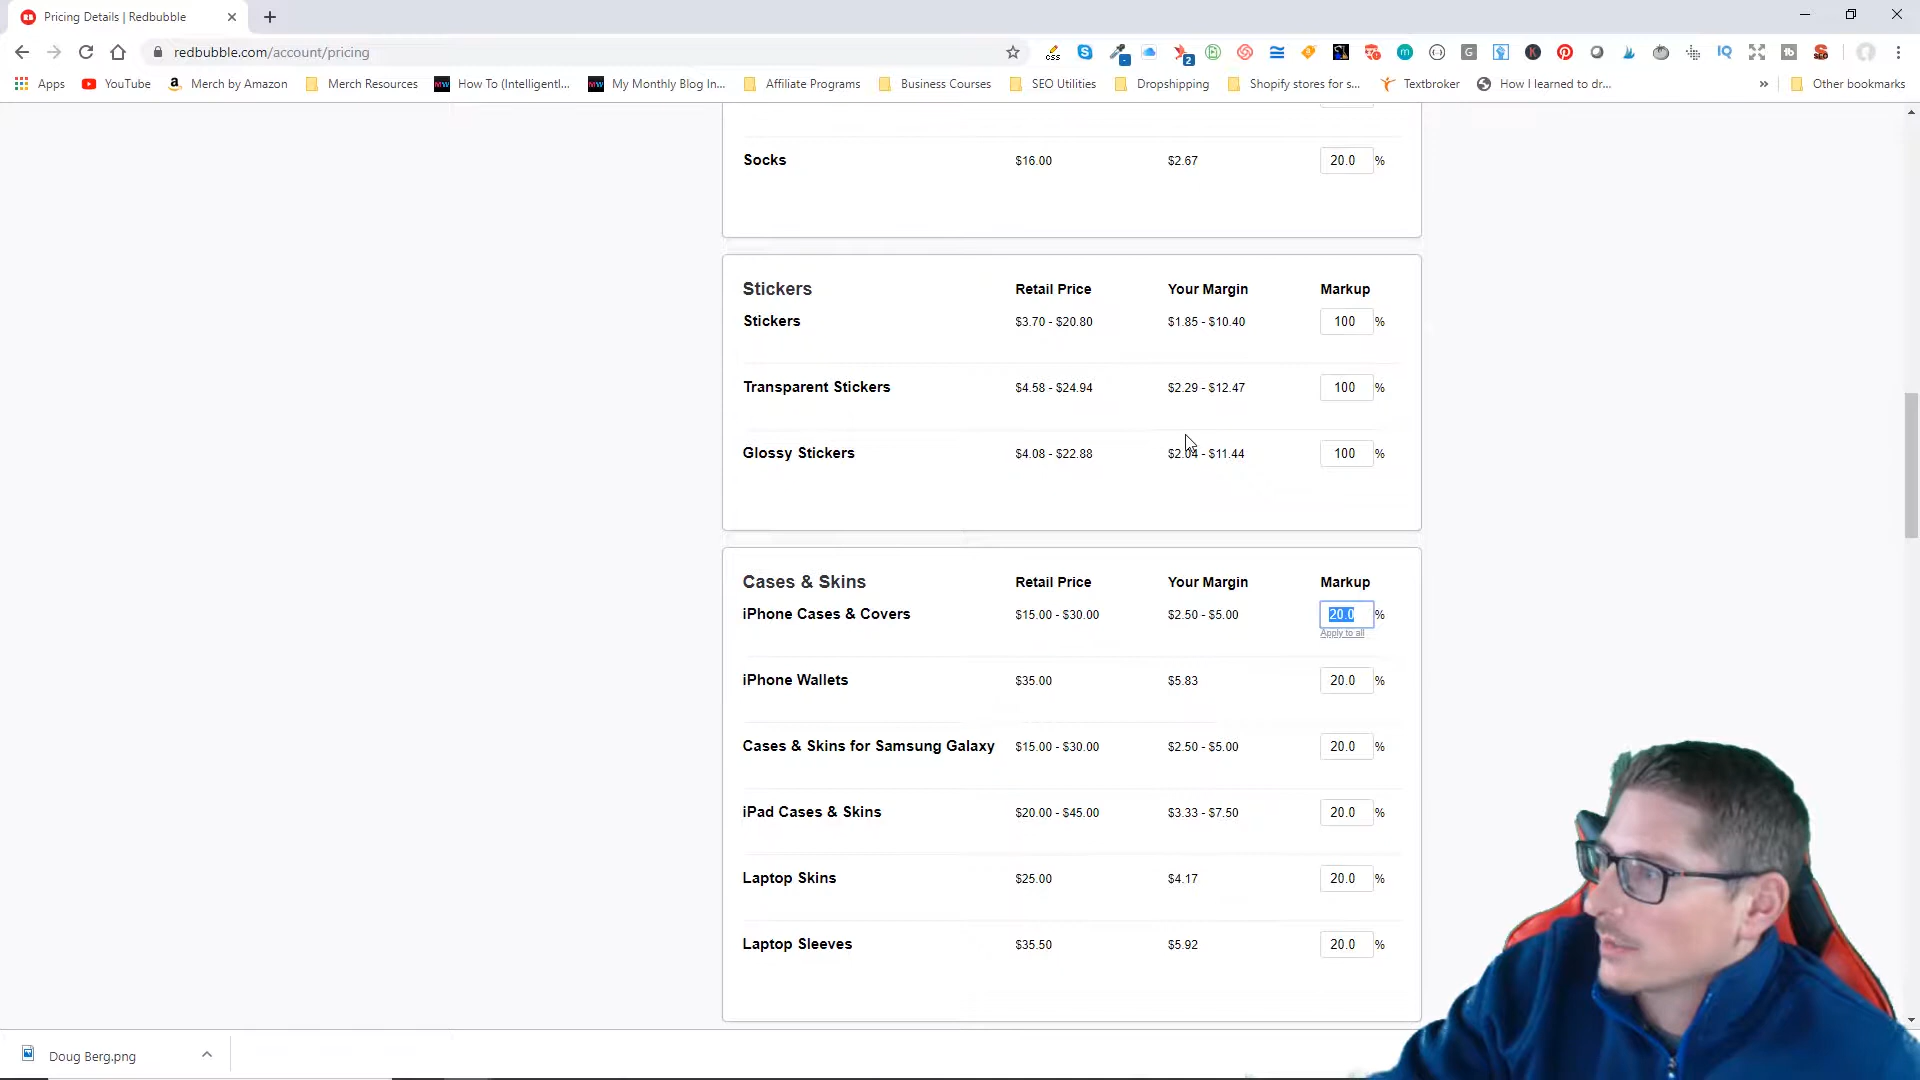 Pricing Details | Redbubble
redbubble.com/account/pricing
Apps YouTube Merch by Amazon Merch Resources How To (Intelligentl... My Monthly Blog In... Affiliate Programs Business Courses SEO Utilities Dropshipping Shopify stores for s... Textbroker How I learned to dr... » Other bookmarks
Socks $16.00 $2.67 20.0 %
Stickers Retail Price Your Margin Markup
Stickers $3.70 - $20.80 $1.85 - $10.40 100 %
Transparent Stickers $4.58 - $24.94 $2.29 - $12.47 100 %
Glossy Stickers $4.08 - $22.88 $2.04 - $11.44 100 %
Cases & Skins Retail Price Your Margin Markup
iPhone Cases & Covers $15.00 - $30.00 $2.50 - $5.00 20.0 %
Apply to all
iPhone Wallets $35.00 $5.83 20.0 %
Cases & Skins for Samsung Galaxy $15.00 - $30.00 $2.50 - $5.00 20.0 %
iPad Cases & Skins $20.00 - $45.00 $3.33 - $7.50 20.0 %
Laptop Skins $25.00 $4.17 20.0 %
Laptop Sleeves $35.50 $5.92 20.0 %
Doug Berg.png